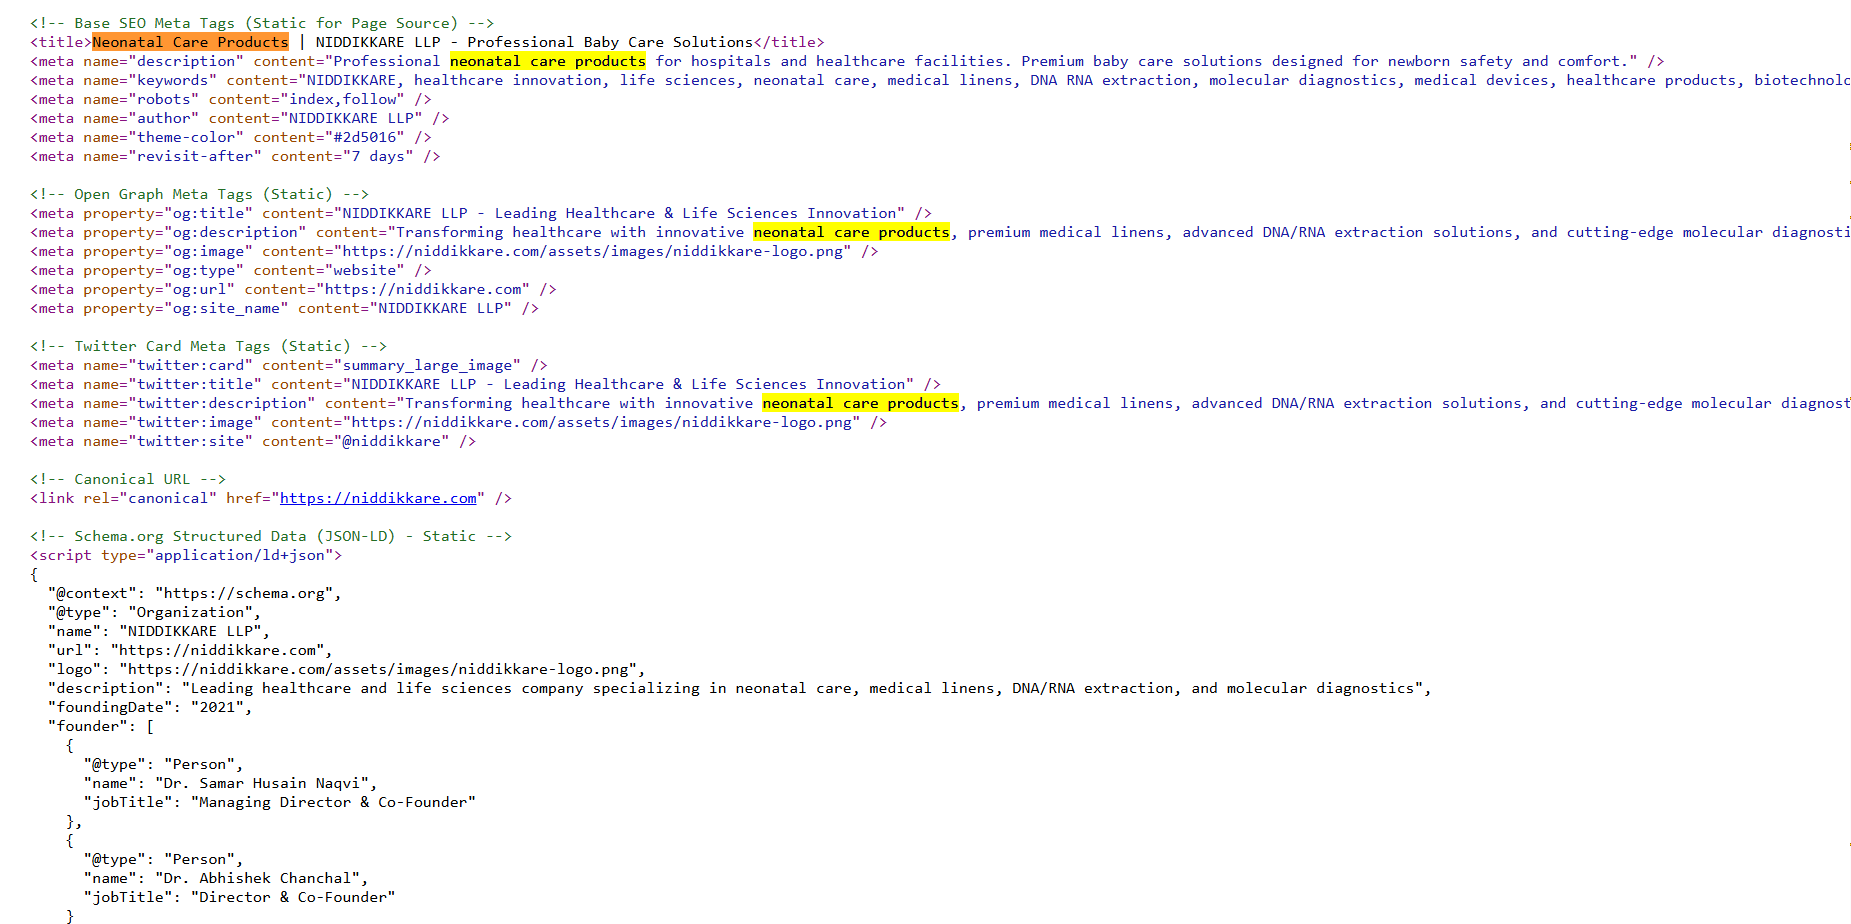 <!-- Base SEO Meta Tags (Static for Page Source) -->
<title>Neonatal Care Products | NIDDIKKARE LLP - Professional Baby Care Solutions</title>
<meta name="description" content="Professional neonatal care products for hospitals and healthcare facilities. Premium baby care solutions designed for newborn safety and comfort." />
<meta name="keywords" content="NIDDIKKARE, healthcare innovation, life sciences, neonatal care, medical linens, DNA RNA extraction, molecular diagnostics, medical devices, healthcare products, biotechnolo
<meta name="robots" content="index,follow" />
<meta name="author" content="NIDDIKKARE LLP" />
<meta name="theme-color" content="#2d5016" />
<meta name="revisit-after" content="7 days" />
<!-- Open Graph Meta Tags (Static) -->
<meta property="og:title" content="NIDDIKKARE LLP - Leading Healthcare & Life Sciences Innovation" />
<meta property="og:description" content="Transforming healthcare with innovative neonatal care products, premium medical linens, advanced DNA/RNA extraction solutions, and cutting-edge molecular diagnosti
<meta property="og:image" content="https://niddikkare.com/assets/images/niddikkare-logo.png" />
<meta property="og:type" content="website" />
<meta property="og:url" content="https://niddikkare.com" />
<meta property="og:site_name" content="NIDDIKKARE LLP" />
<!-- Twitter Card Meta Tags (Static) -->
<meta name="twitter:card" content="summary_large_image" />
<meta name="twitter:title" content="NIDDIKKARE LLP - Leading Healthcare & Life Sciences Innovation" />
<meta name="twitter:description" content="Transforming healthcare with innovative neonatal care products, premium medical linens, advanced DNA/RNA extraction solutions, and cutting-edge molecular diagnost
<meta name="twitter:image" content="https://niddikkare.com/assets/images/niddikkare-logo.png" />
<meta name="twitter:site" content="@niddikkare" />
<!-- Canonical URL -->
<link rel="canonical" href="https://niddikkare.com" />
<!-- Schema.org Structured Data (JSON-LD) - Static -->
<script type="application/ld+json">
{
"@context": "https://schema.org",
"@type": "Organization",
"name": "NIDDIKKARE LLP",
"url": "https://niddikkare.com",
"logo": "https://niddikkare.com/assets/images/niddikkare-logo.png",
"description": "Leading healthcare and life sciences company specializing in neonatal care, medical linens, DNA/RNA extraction, and molecular diagnostics",
"foundingDate": "2021",
"founder": [
{
"@type": "Person",
"name": "Dr. Samar Husain Naqvi",
"jobTitle": "Managing Director & Co-Founder"
},
{
"@type": "Person",
"name": "Dr. Abhishek Chanchal",
"jobTitle": "Director & Co-Founder"
}